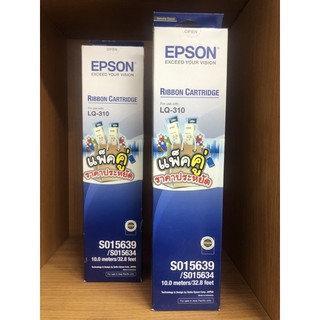 EPSON
EXCEED YOUR VISION
RIBBON CARTRIDGE
LQ-310
แพ็คคู่
ราคาประหยัด
S015639
/S015634
10.0 meters/32.8 feet
EPSON
EXCEED YOUR VISION
RIBBON CARTRIDGE
For use with
LQ-310
แพ็คคู่
ราคาประหยัด
S015639
/S015634
10.0 meters/32.8 feet